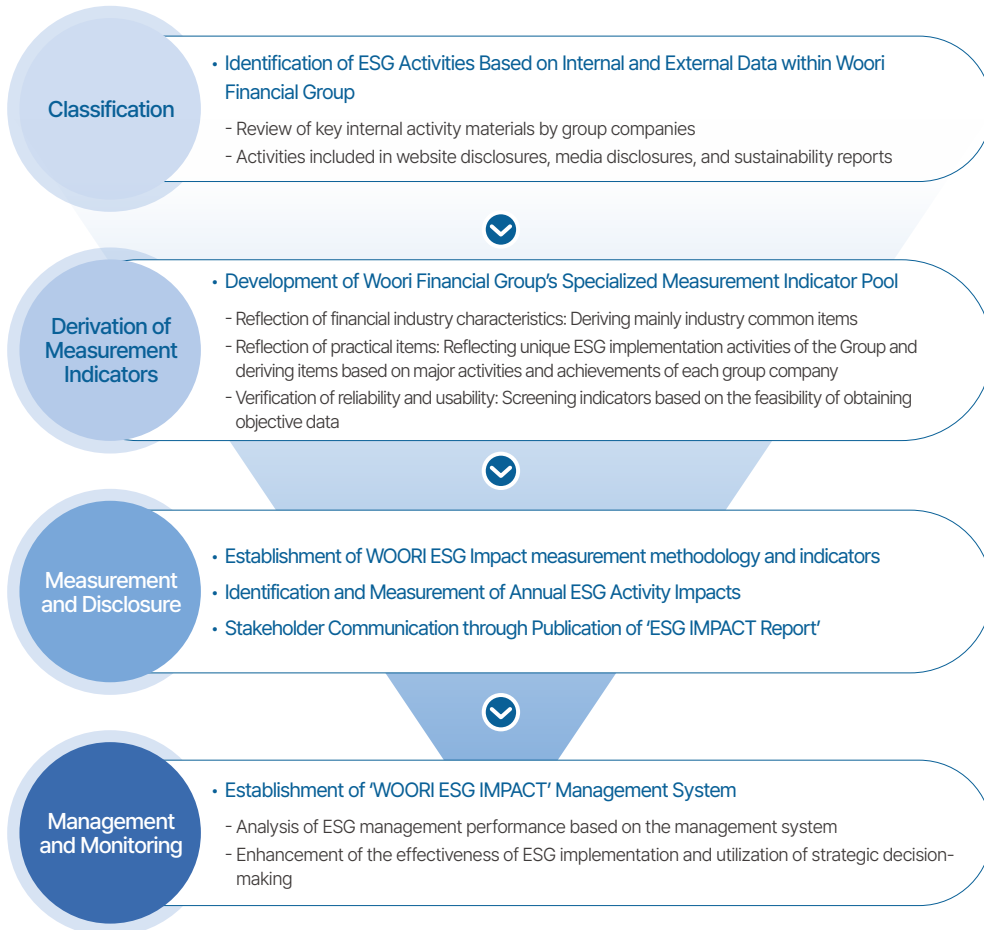 Classification
• Identification of ESG Activities Based on Internal and External Data within Woori
Financial Group
- Review of key internal activity materials by group companies
- Activities included in website disclosures, media disclosures, and sustainability reports
Derivation of
Measurement
Indicators
• Development of Woori Financial Group’s Specialized Measurement Indicator Pool
- Reflection of financial industry characteristics: Deriving mainly industry common items
- Reflection of practical items: Reflecting unique ESG implementation activities of the Group and
deriving items based on major activities and achievements of each group company
- Verification of reliability and usability: Screening indicators based on the feasibility of obtaining
objective data
Measurement
and Disclosure
• Establishment of WOORI ESG Impact measurement methodology and indicators
• Identification and Measurement of Annual ESG Activity Impacts
• Stakeholder Communication through Publication of ‘ESG IMPACT Report’
Management
and Monitoring
• Establishment of ‘WOORI ESG IMPACT’ Management System
- Analysis of ESG management performance based on the management system
- Enhancement of the effectiveness of ESG implementation and utilization of strategic decision-
making